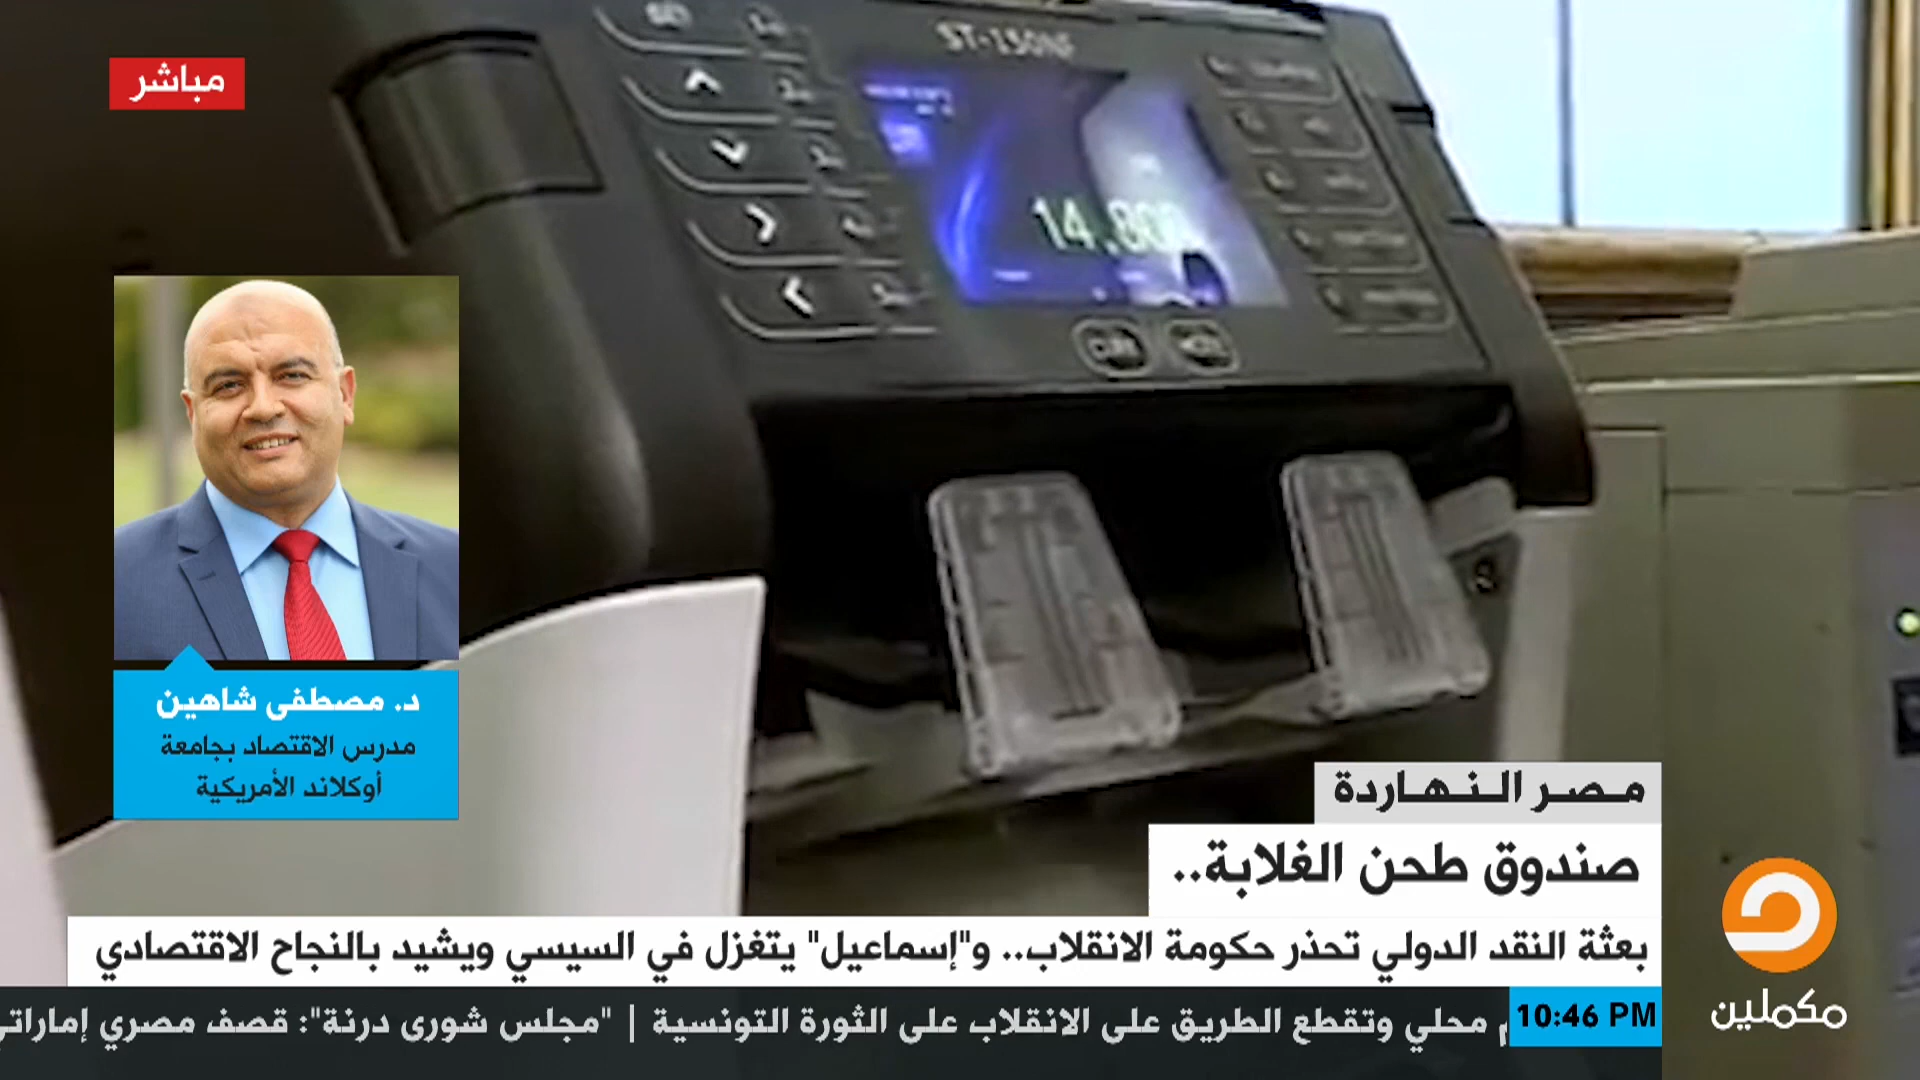 مباشر
ST-150NF
14,800
د. مصطفى شاهين
مدرس الاقتصاد بجامعة
أوكلاند الأمريكية
مصر النهاردة
صندوق طحن الغلابة..
بعثة النقد الدولي تحذر حكومة الانقلاب.. و"إسماعيل" يتغزل في السيسي ويشيد بالنجاح الاقتصادي
10:46 PM
م محلي وتقطع الطريق على الانقلاب على الثورة التونسية | "مجلس شورى درنة": قصف مصري إماراتي
مكملين